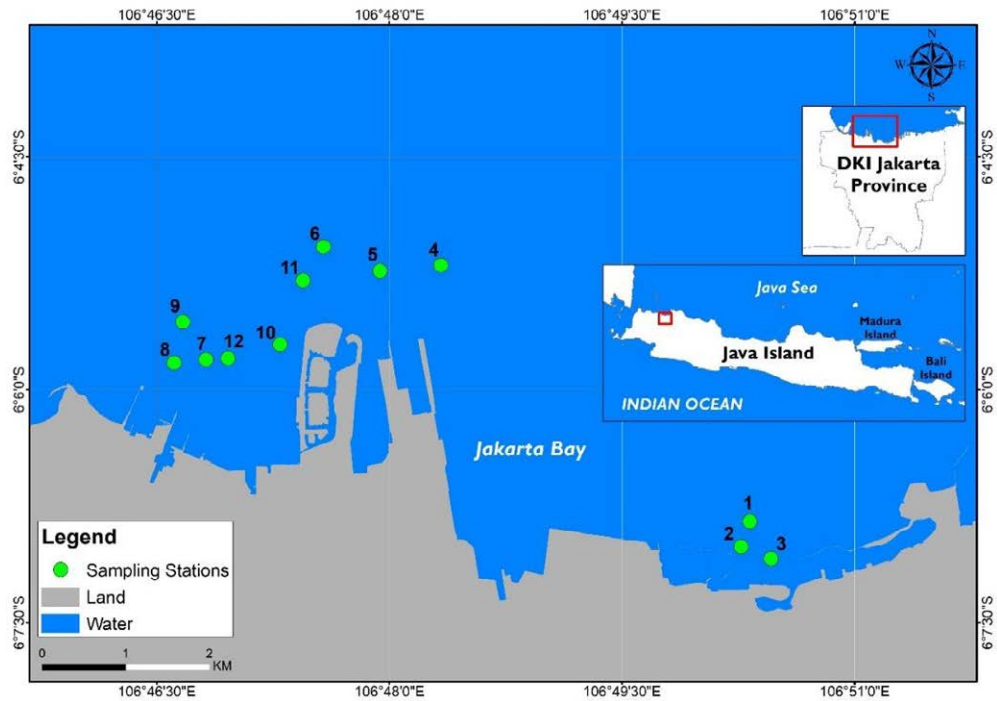 106°46'30"E
106°48'0"E
106°49'30"E
106°51'0"E
N
W
E
S
6°4'30"S
6°4'30"S
DKI Jakarta
Province
6
5
4
11
Java Sea
9
Madura
Island
10
7
12
8
Java Island
Bali
Island
6°6'0"S
6°6'0"S
INDIAN OCEAN
Jakarta Bay
1
2
3
Legend
Sampling Stations
Land
Water
6°7'30"S
6°7'30"S
0
1
2
KM
106°46'30"E
106°48'0"E
106°49'30"E
106°51'0"E